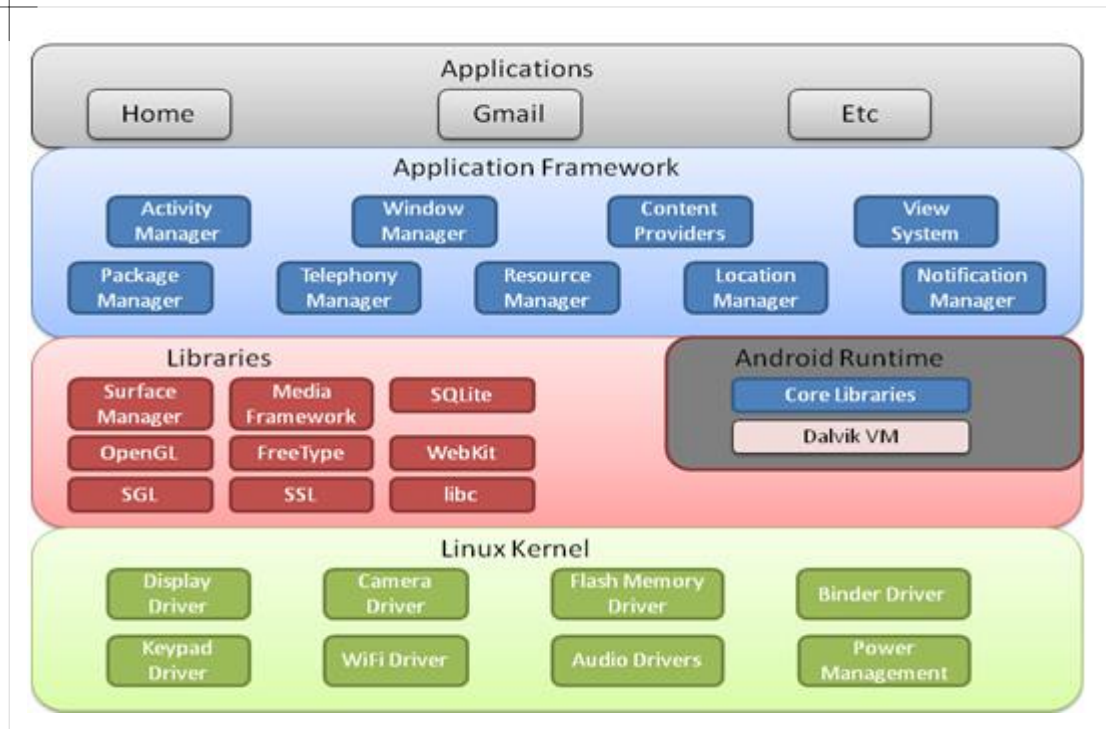 Applications
Home Gmail Etc
Application Framework
Activity Manager
Window Manager
Content Providers
View System
Package Manager
Telephony Manager
Resource Manager
Location Manager
Notification Manager
Libraries
Surface Manager
Media Framework
SQLite
OpenGL
FreeType
WebKit
SGL
SSL
libc
Android Runtime
Core Libraries
Dalvik VM
Linux Kernel
Display Driver
Camera Driver
Flash Memory Driver
Binder Driver
Keypad Driver
WiFi Driver
Audio Drivers
Power Management